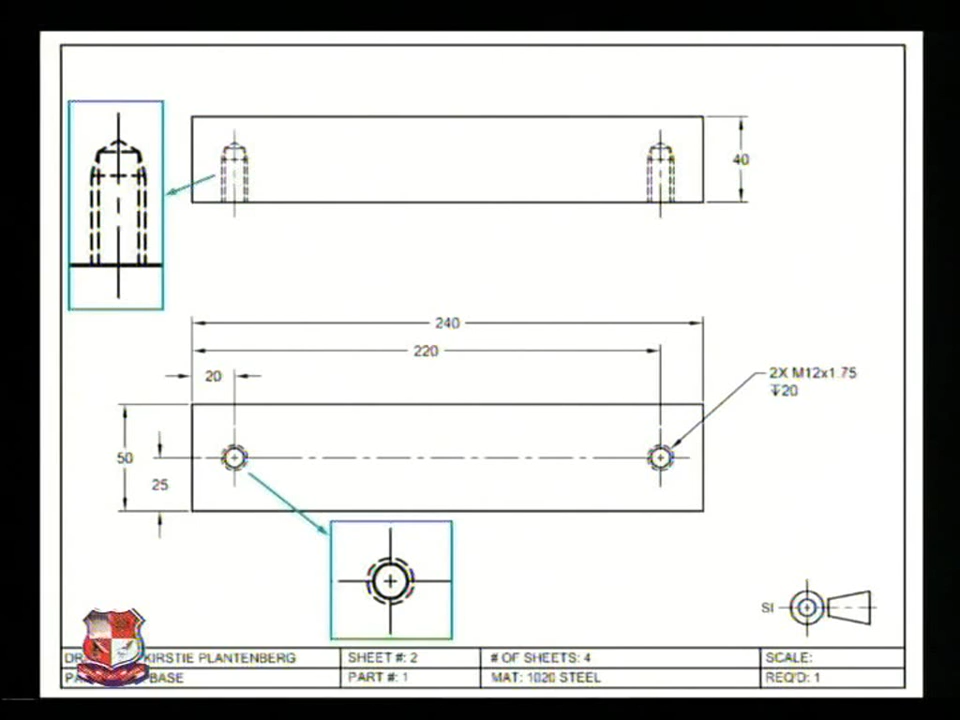 40
240
220
20
2X M12x1.75
↧20
50
25
SI
DR KIRSTIE PLANTENBERG
SHEET #: 2
# OF SHEETS: 4
SCALE:
PA BASE
PART #: 1
MAT: 1020 STEEL
REQ'D: 1